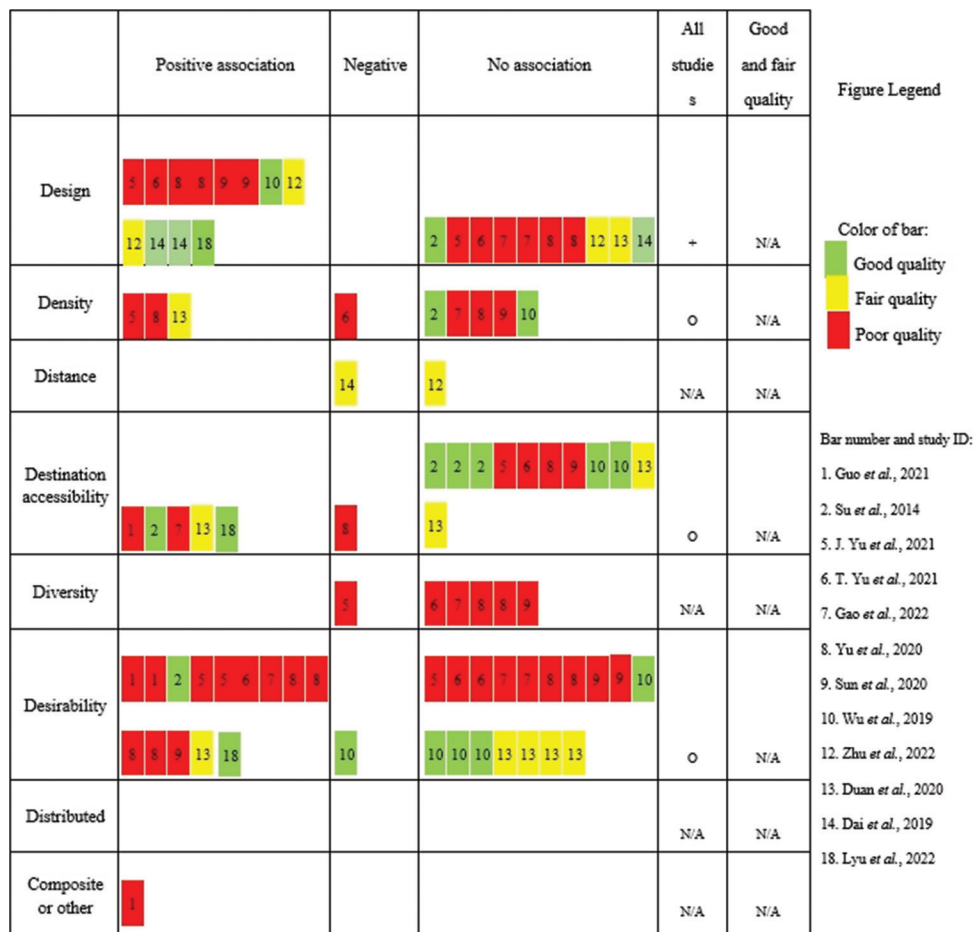 Positive association
Negative
No association
All
studie
s
Good
and fair
quality
Figure Legend
Design
5 6 8 8 9 9 10 12
12 14 14 18
2 5 6 7 7 8 8 12 13 14
+
N/A
Density
5 8 13
6
2 7 8 9 10
O
N/A
Distance
14
12
N/A
N/A
Destination
accessibility
2 2 2 5 6 8 9 10 10 13
1 2 7 13 18
8
13
O
N/A
Diversity
5
6 7 8 8 9
N/A
N/A
Desirability
1 1 2 5 5 6 7 8 8
5 6 6 7 7 8 8 9 9 10
8 8 9 13 18
10
10 10 10 13 13 13 13
O
N/A
Distributed
N/A
N/A
Composite
or other
1
N/A
N/A
Color of bar:
Good quality
Fair quality
Poor quality
Bar number and study ID:
1. Guo et al., 2021
2. Su et al., 2014
5. J. Yu et al., 2021
6. T. Yu et al., 2021
7. Gao et al., 2022
8. Yu et al., 2020
9. Sun et al., 2020
10. Wu et al., 2019
12. Zhu et al., 2022
13. Duan et al., 2020
14. Dai et al., 2019
18. Lyu et al., 2022